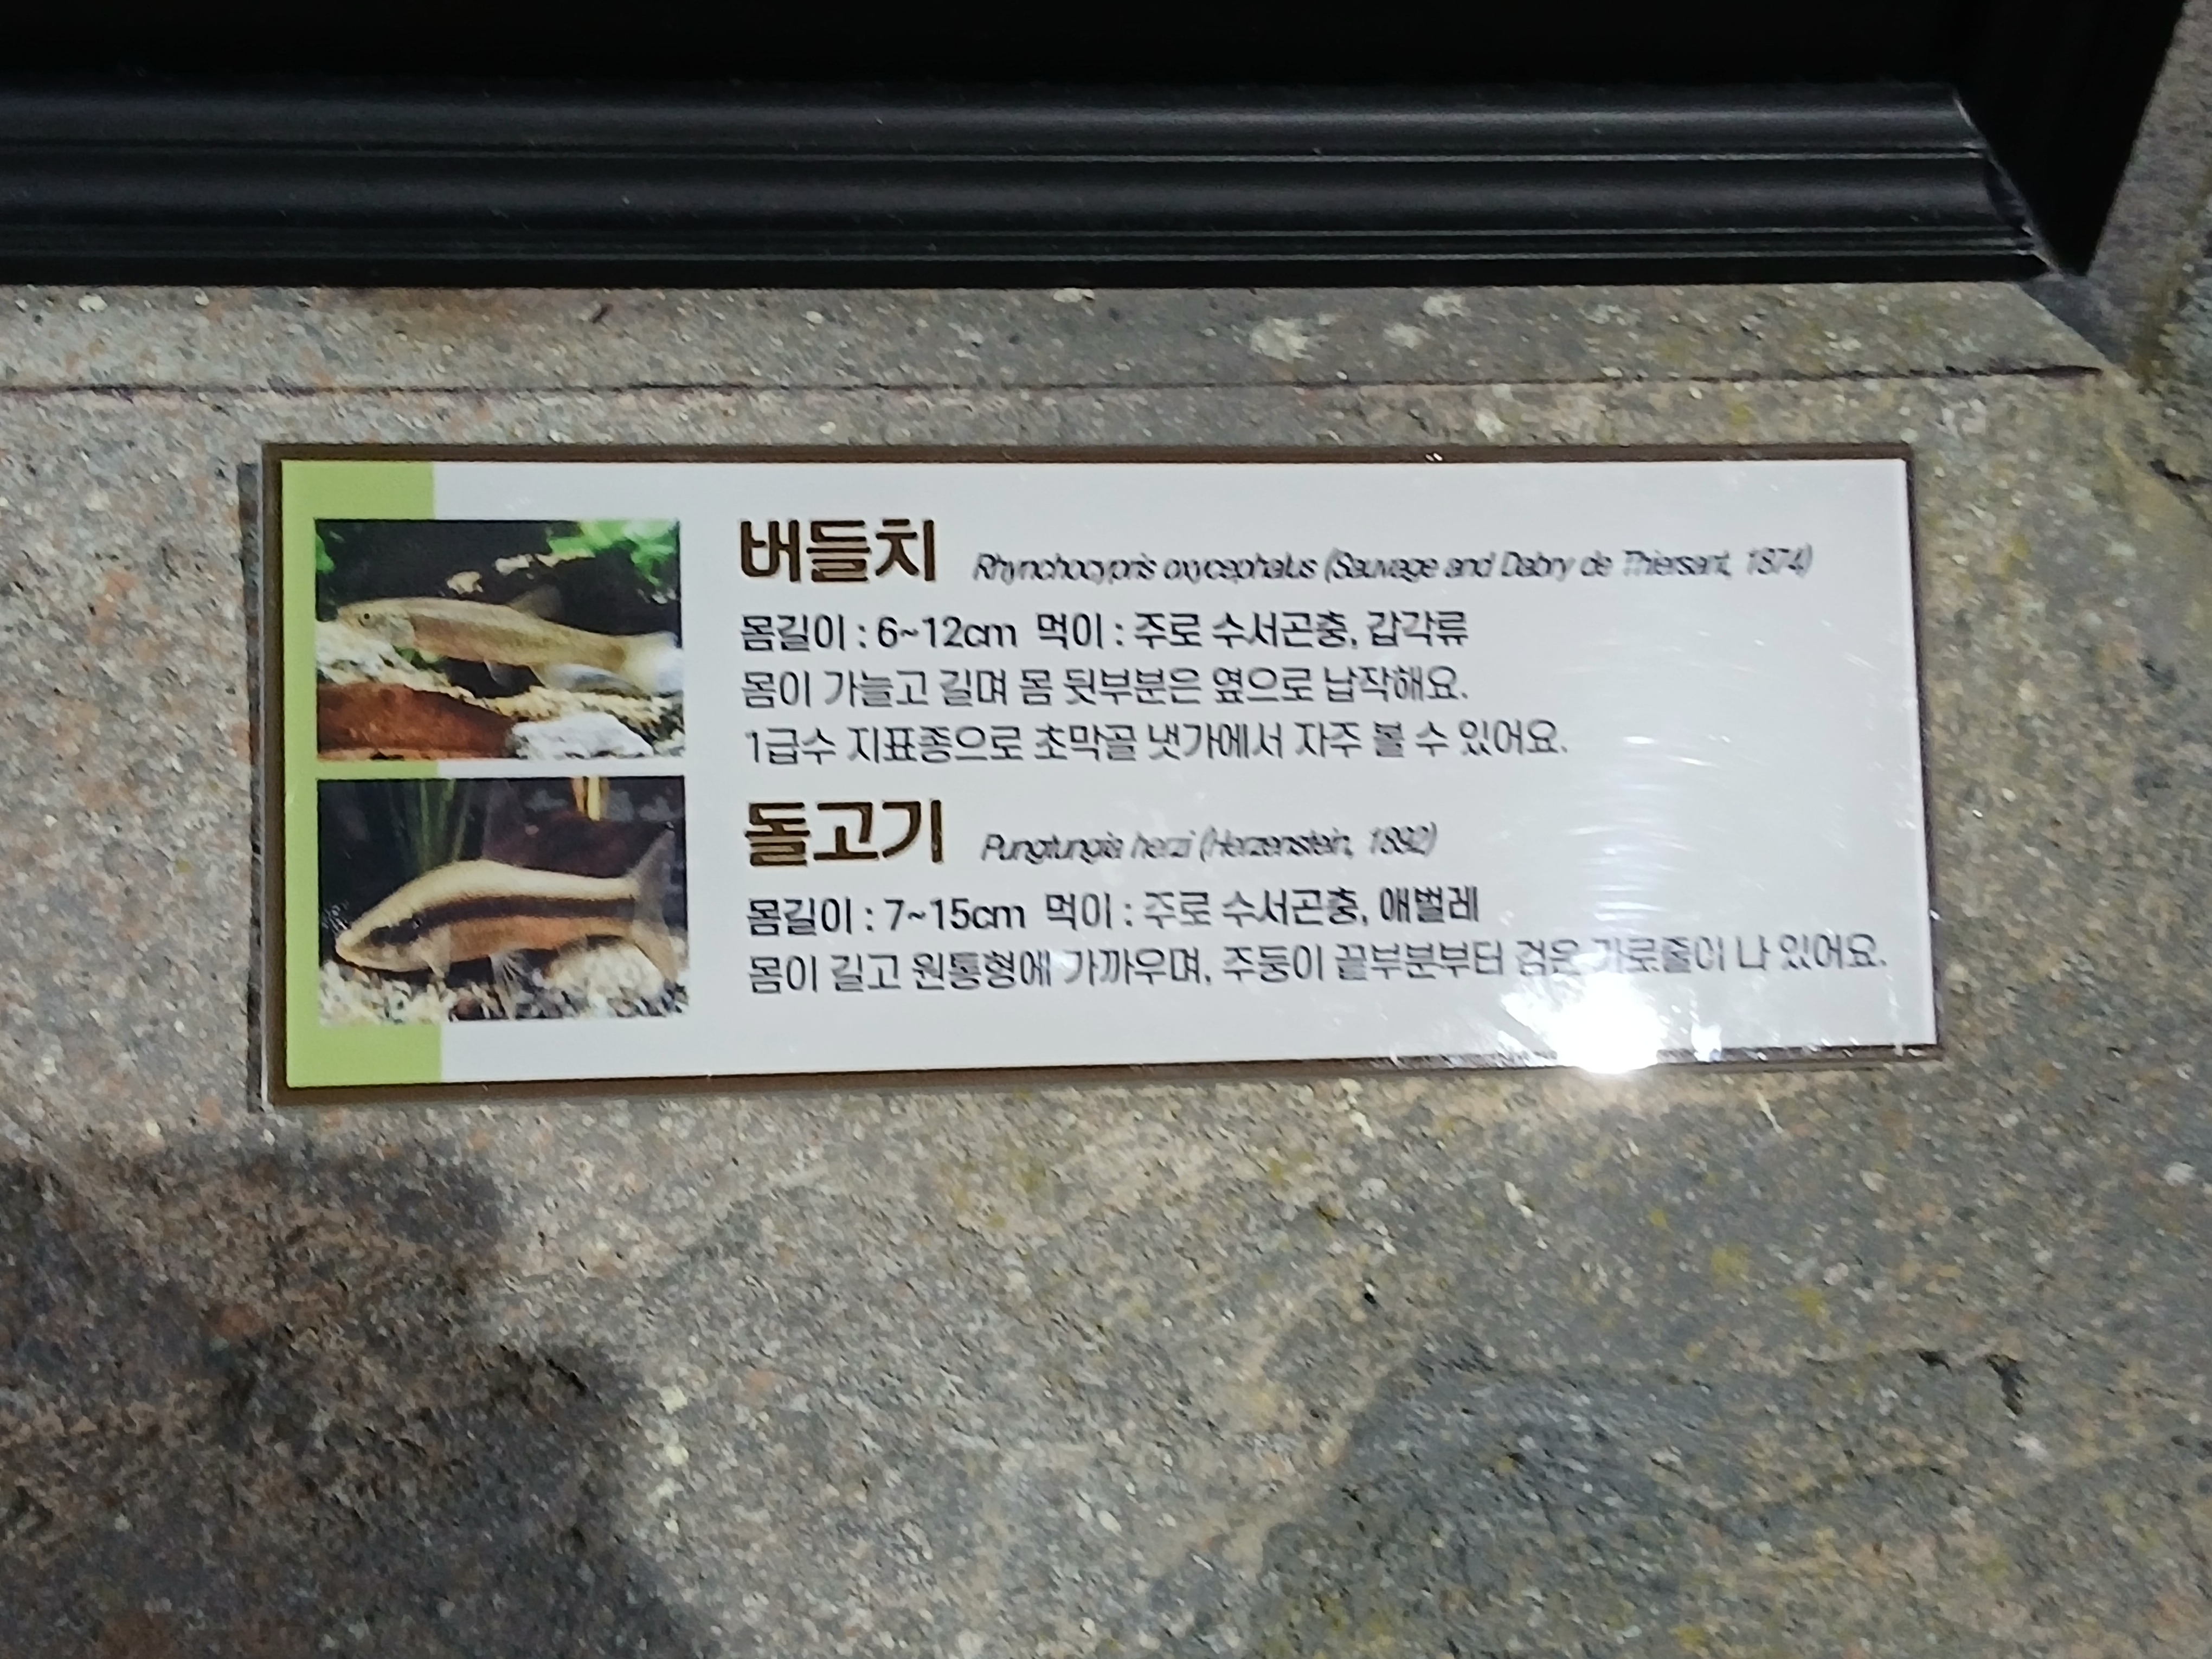 버들치 Rhynchocypris oxycephalus (Sauvage and Dabry de Thiersant, 1874)
몸길이 : 6~12cm 먹이 : 주로 수서곤충, 갑각류
몸이 가늘고 길며 몸 뒷부분은 옆으로 납작해요.
1급수 지표종으로 초막골 냇가에서 자주 볼 수 있어요.
돌고기 Pungtungia herzi (Herzenstein, 1892)
몸길이 : 7~15cm 먹이 : 주로 수서곤충, 애벌레
몸이 길고 원통형에 가까우며, 주둥이 끝부분부터 검은 가로줄이 나 있어요.